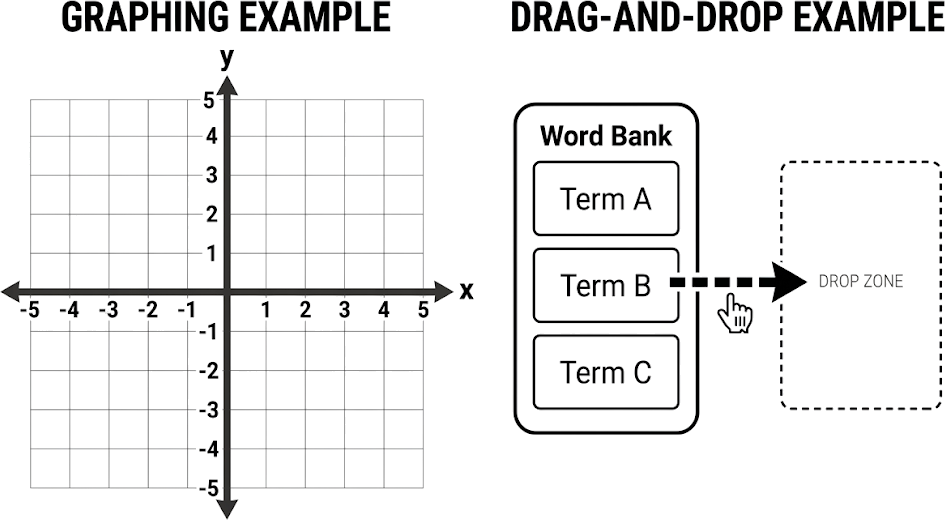 GRAPHING EXAMPLE
y
5
4
3
2
1
-5 -4 -3 -2 -1 1 2 3 4 5 x
-1
-2
-3
-4
-5
DRAG-AND-DROP EXAMPLE
Word Bank
Term A
Term B
Term C
DROP ZONE